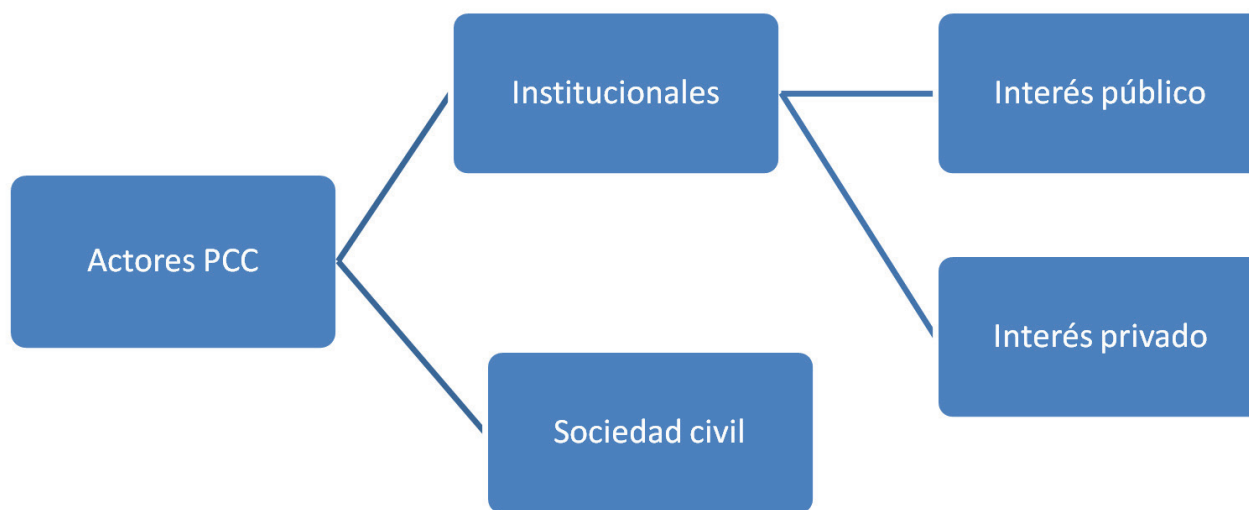 Institucionales
Interés público
Actores PCC
Interés privado
Sociedad civil